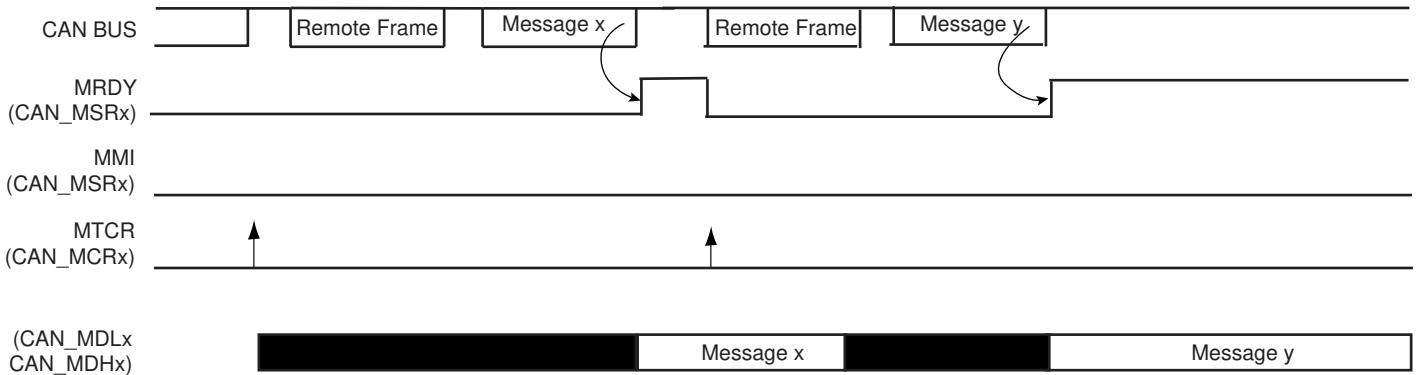 CAN BUS
Remote Frame
Message x
Remote Frame
Message y
MRDY
(CAN_MSRx)
MMI
(CAN_MSRx)
MTCR
(CAN_MCRx)
(CAN_MDLx
CAN_MDHx)
Message x
Message y